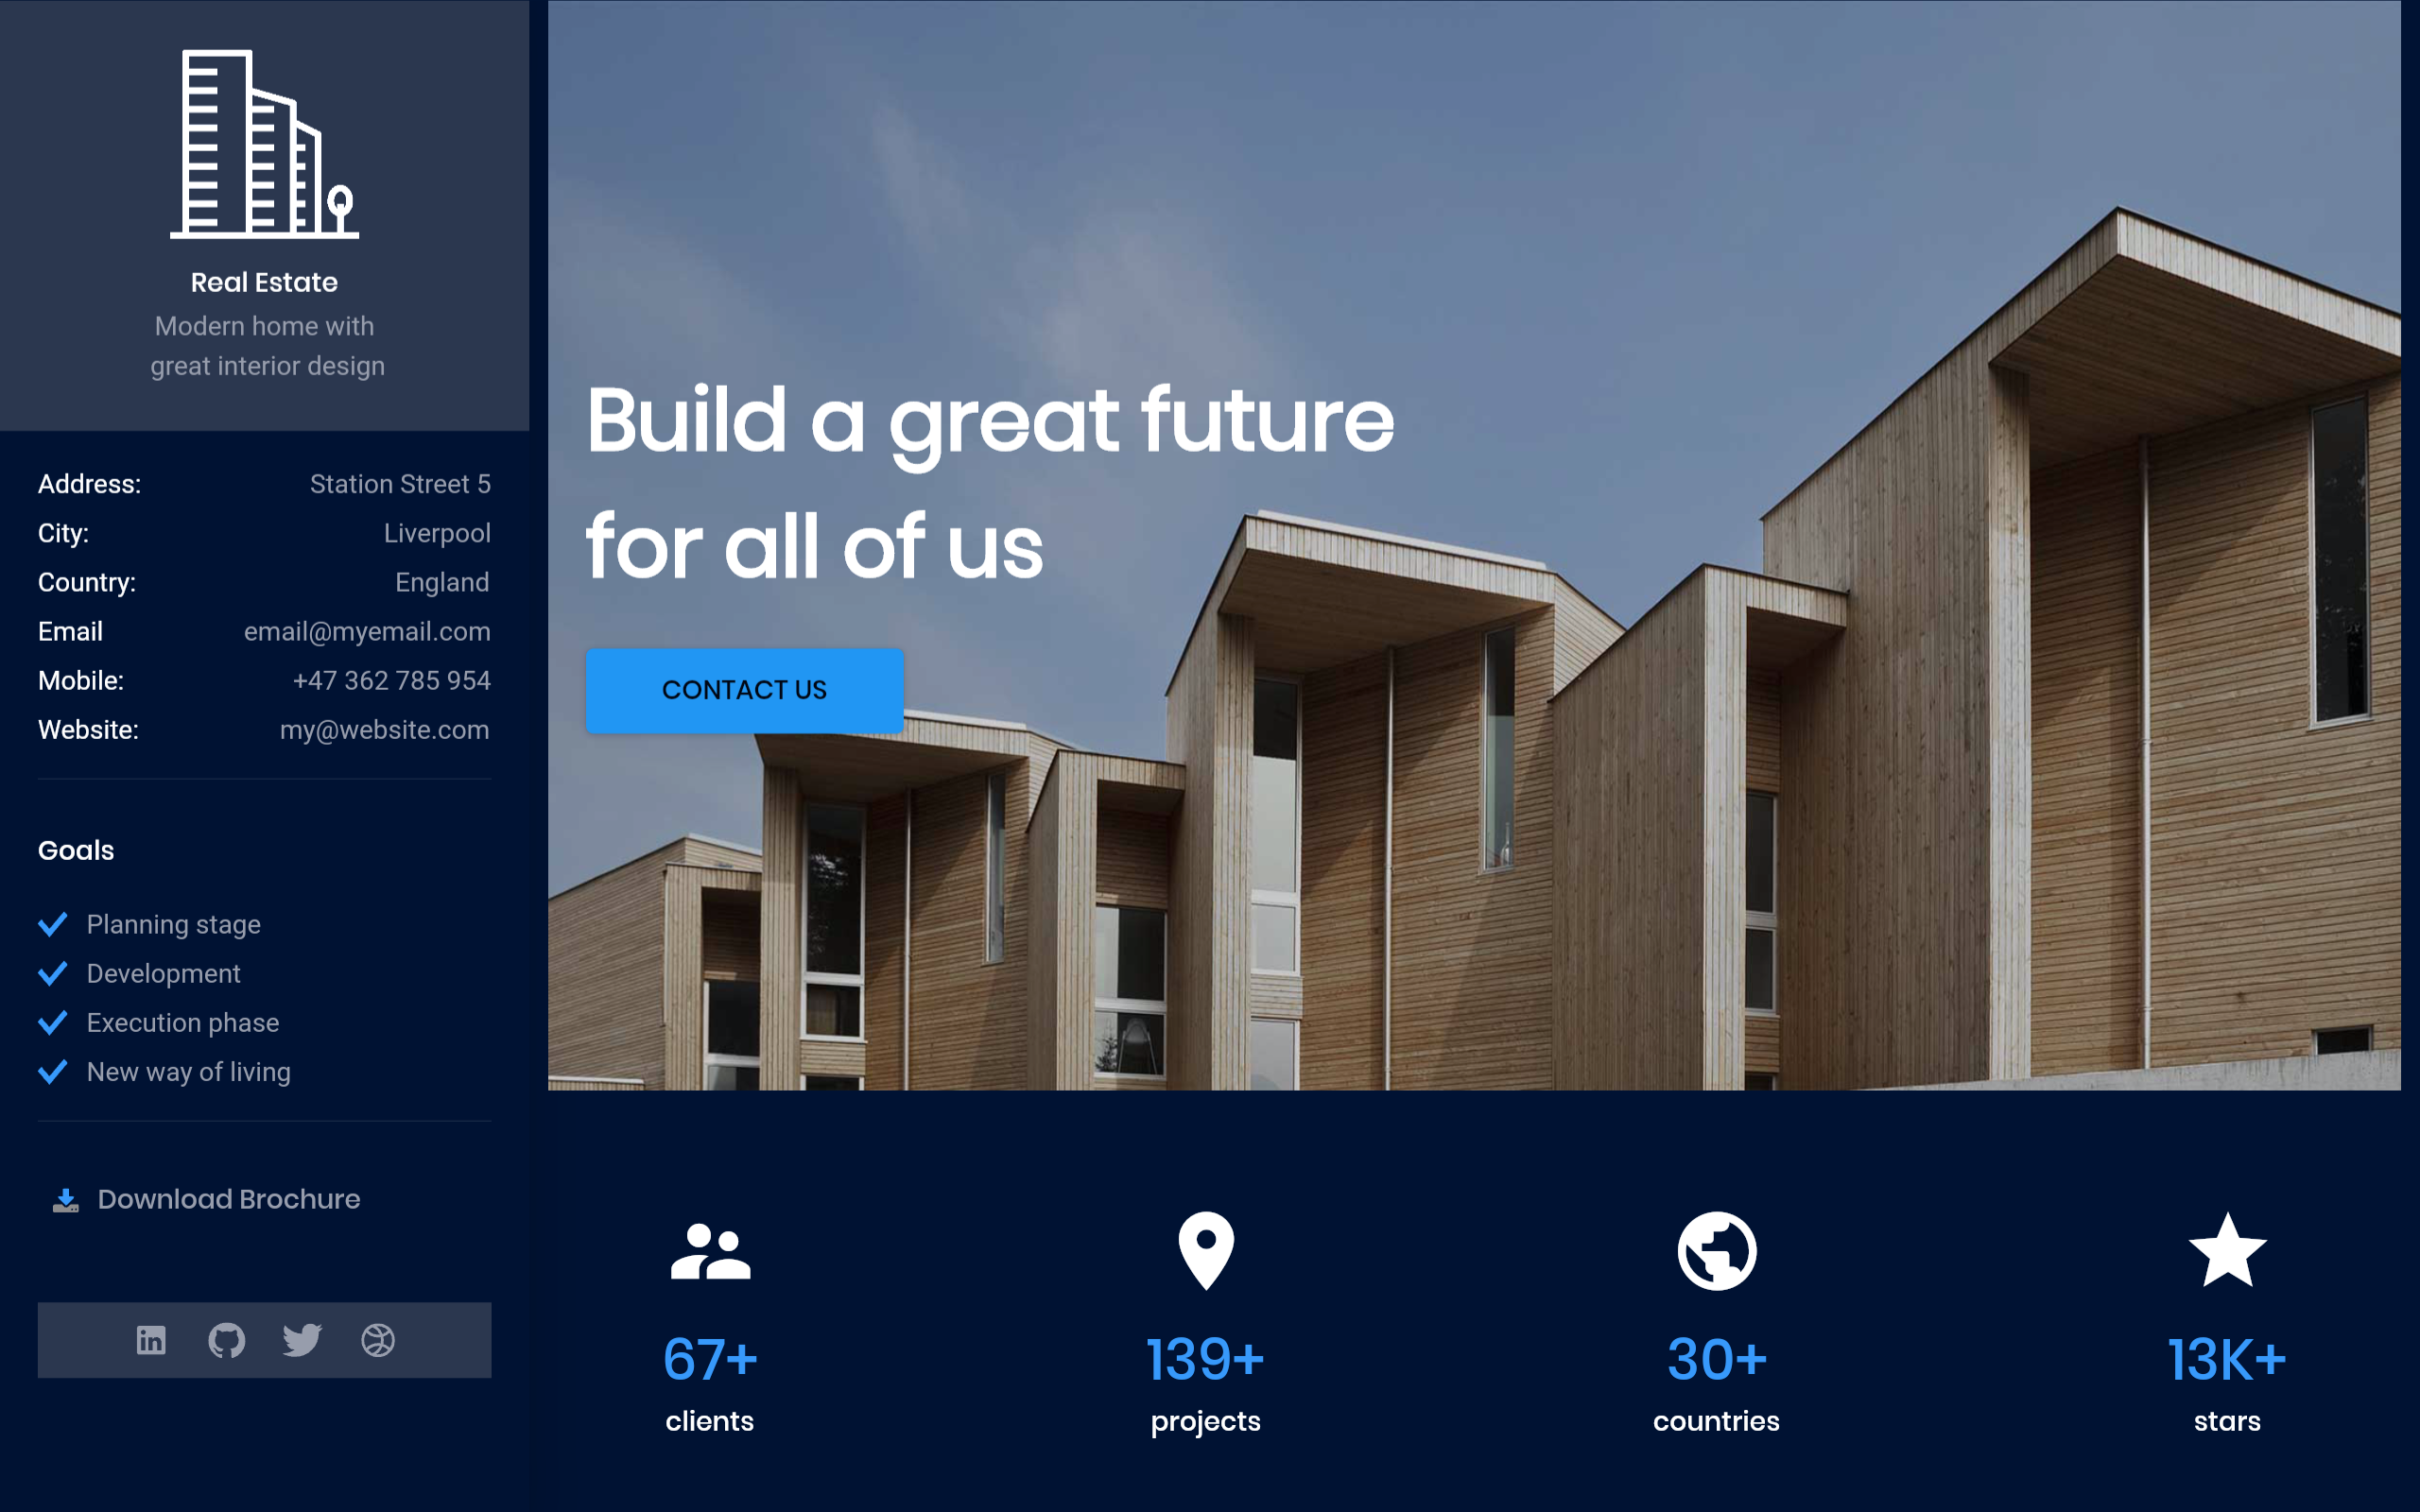 Real Estate
Modern home with
great interior design
Address: Station Street 5
City: Liverpool
Country: England
Email email@myemail.com
Mobile: +47 362 785 954
Website: my@website.com
Goals
Planning stage
Development
Execution phase
New way of living
Download Brochure
in
Build a great future
for all of us
CONTACT US
67+
clients
139+
projects
30+
countries
13K+
stars